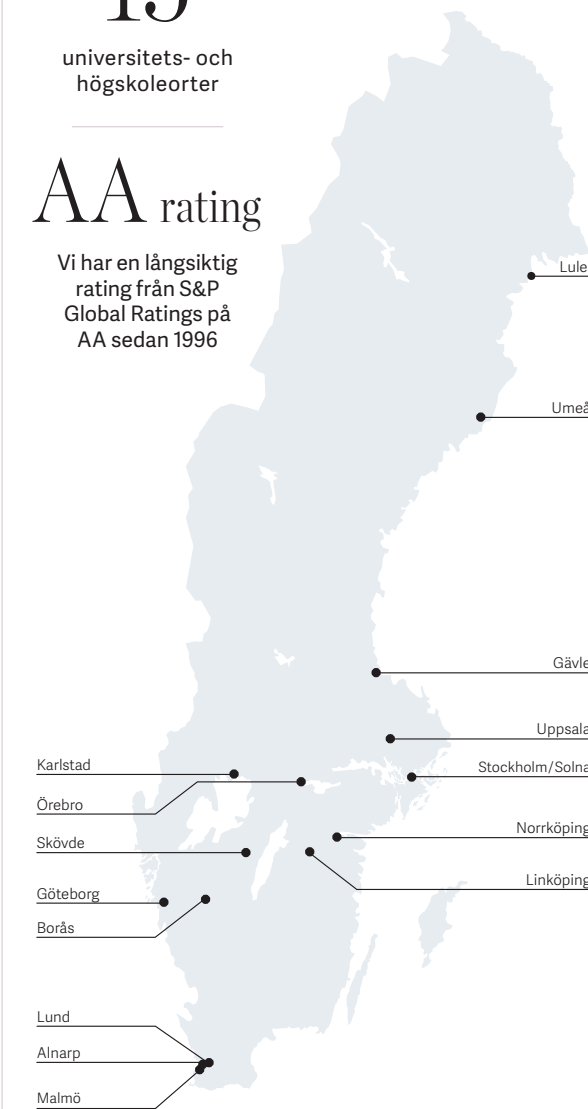 universitets- och
högskoleorter
AA rating
Vi har en långsiktig
rating från S&P
Global Ratings på
AA sedan 1996
Lule
Umeå
Gävle
Uppsala
Stockholm/Solna
Norrköping
Linköping
Karlstad
Örebro
Skövde
Göteborg
Borås
Lund
Alnarp
Malmö